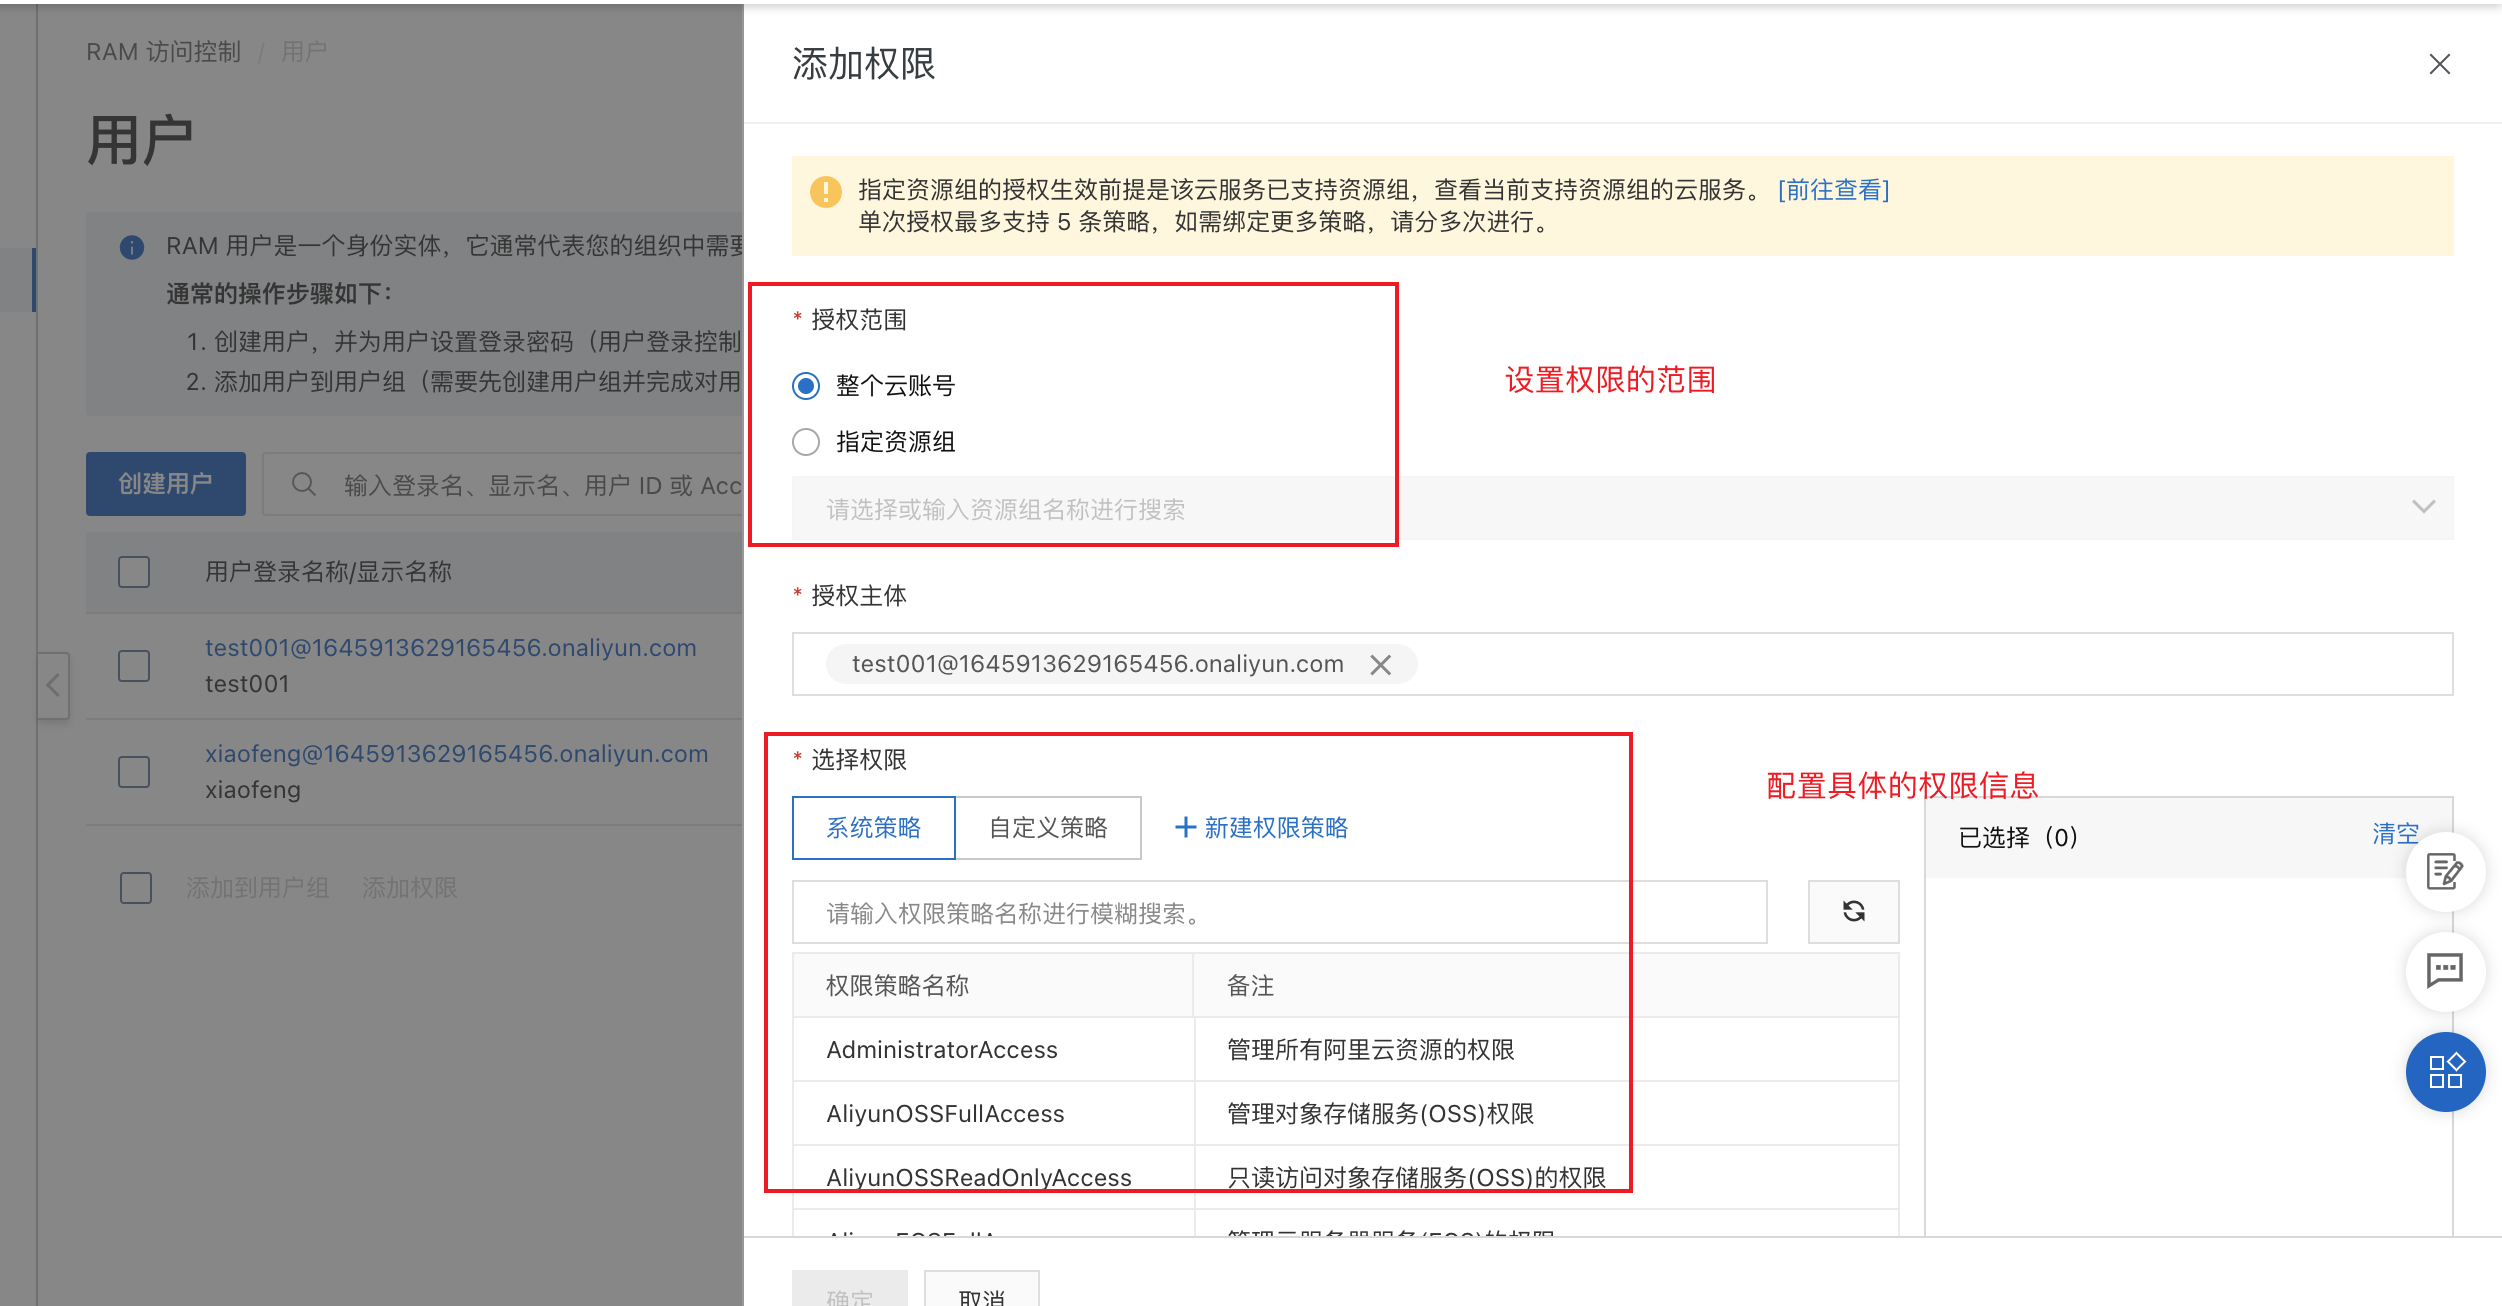 RAM 访问控制 / 用户
用户
RAM 用户是一个身份实体，它通常代表您的组织中需要
通常的操作步骤如下：
1. 创建用户，并为用户设置登录密码（用户登录控制
2. 添加用户到用户组（需要先创建用户组并完成对用
创建用户
输入登录名、显示名、用户 ID 或 Acc
用户登录名称/显示名称
test001@1645913629165456.onaliyun.com
test001
xiaofeng@1645913629165456.onaliyun.com
xiaofeng
添加到用户组 添加权限
添加权限
指定资源组的授权生效前提是该云服务已支持资源组，查看当前支持资源组的云服务。 [前往查看]
单次授权最多支持 5 条策略，如需绑定更多策略，请分多次进行。
* 授权范围
整个云账号
设置权限的范围
指定资源组
请选择或输入资源组名称进行搜索
* 授权主体
test001@1645913629165456.onaliyun.com
* 选择权限
配置具体的权限信息
系统策略 自定义策略 + 新建权限策略
已选择（0） 清空
请输入权限策略名称进行模糊搜索。
权限策略名称 备注
AdministratorAccess 管理所有阿里云资源的权限
AliyunOSSFullAccess 管理对象存储服务(OSS)权限
AliyunOSSReadOnlyAccess 只读访问对象存储服务(OSS)的权限
确定 取消